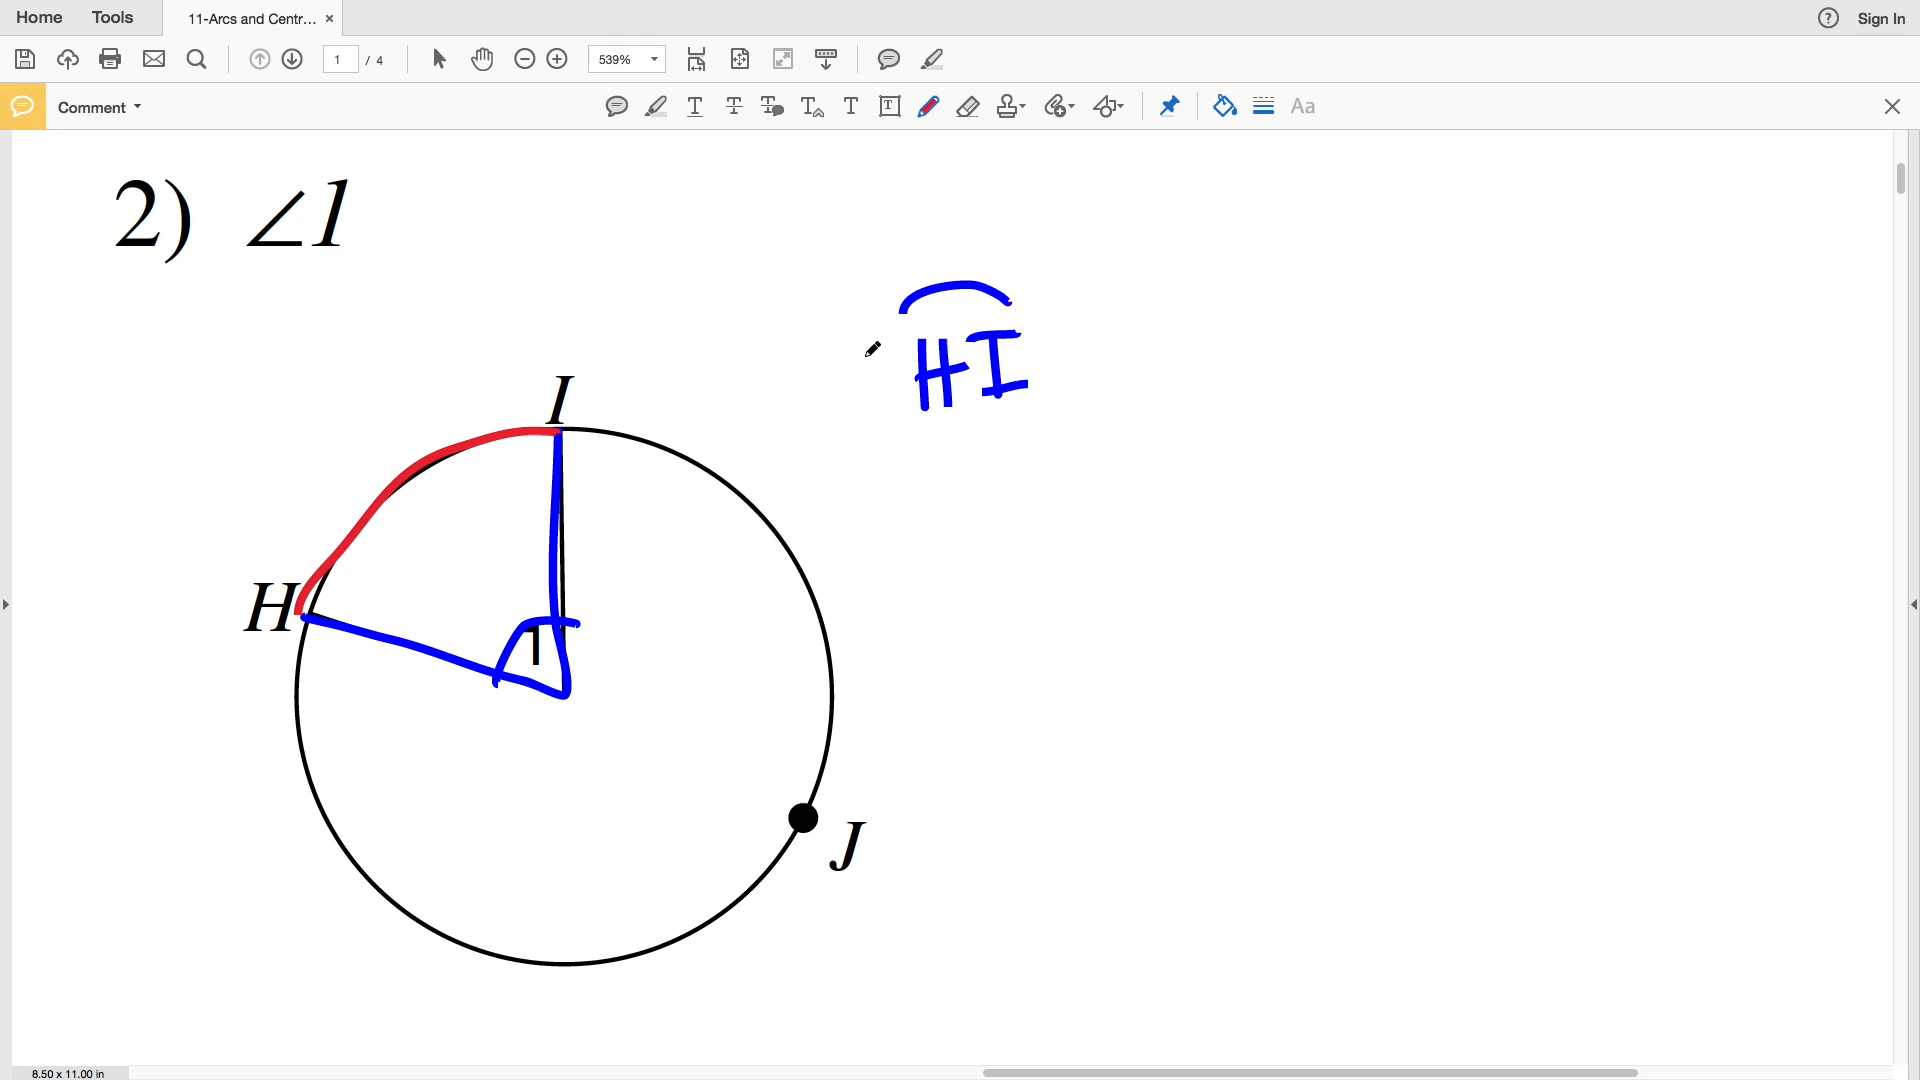 Home Tools 11-Arcs and Centr... × ? Sign In
1 / 4 539%
Comment T T T T T T Aa
2) ∠1
HI
I
H
1
J
8.50 x 11.00 in